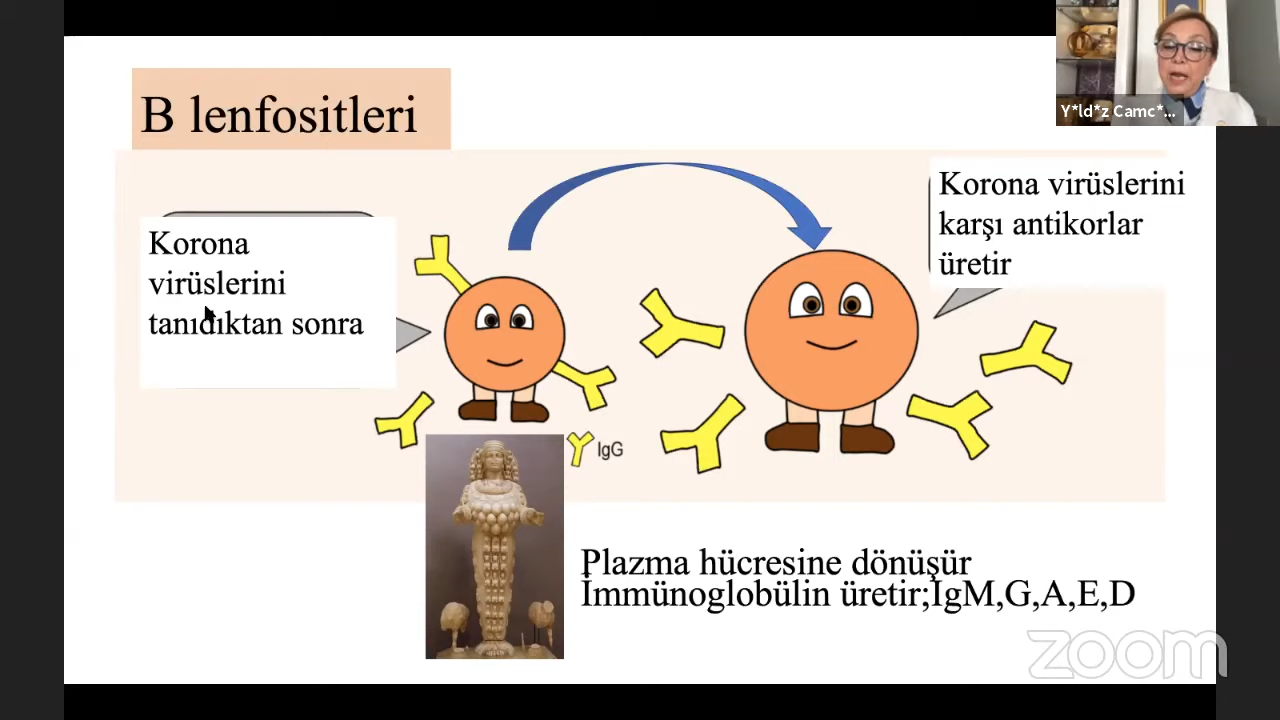 B lenfositleri
Y*ld*z Camc*...
Korona
virüslerini
tanıdıktan sonra
Korona virüslerini
karşı antikorlar
üretir
IgG
Plazma hücresine dönüşür
İmmünoglobülin üretir;IgM,G,A,E,D
zoom